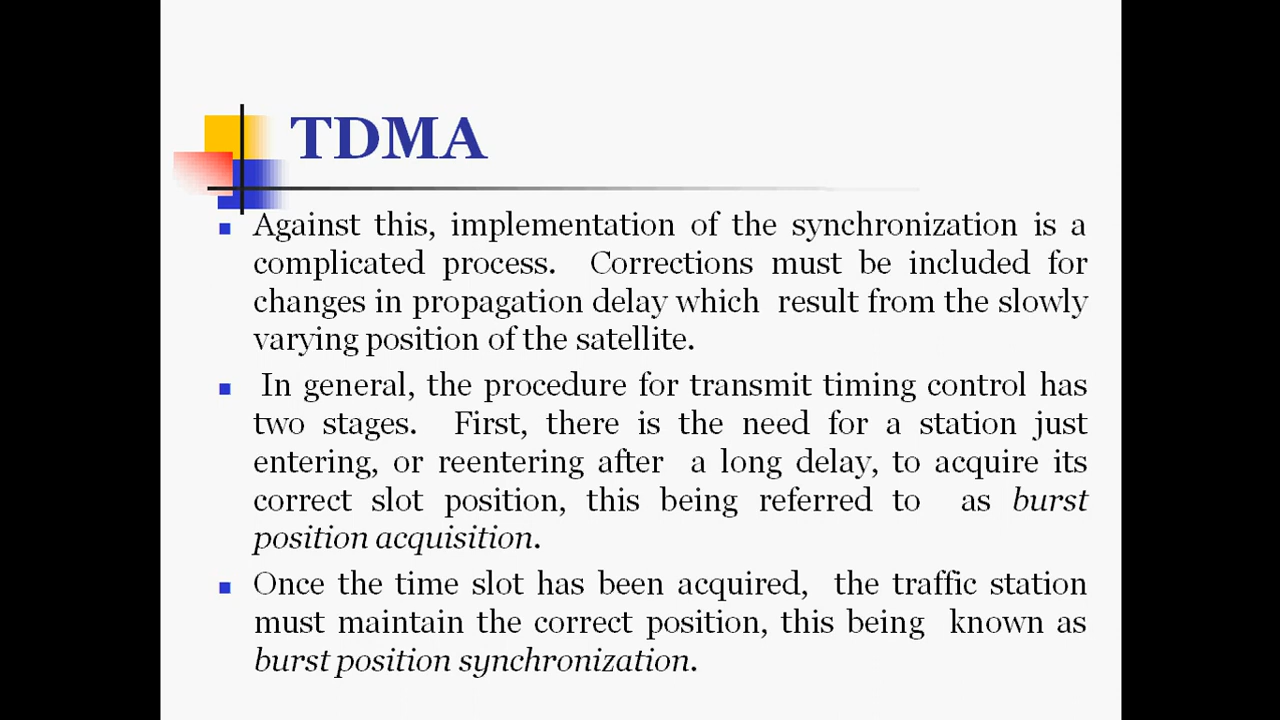 TDMA
Against this, implementation of the synchronization is a
complicated process. Corrections must be included for
changes in propagation delay which result from the slowly
varying position of the satellite.
In general, the procedure for transmit timing control has
two stages. First, there is the need for a station just
entering, or reentering after a long delay, to acquire its
correct slot position, this being referred to as burst
position acquisition.
Once the time slot has been acquired, the traffic station
must maintain the correct position, this being known as
burst position synchronization.